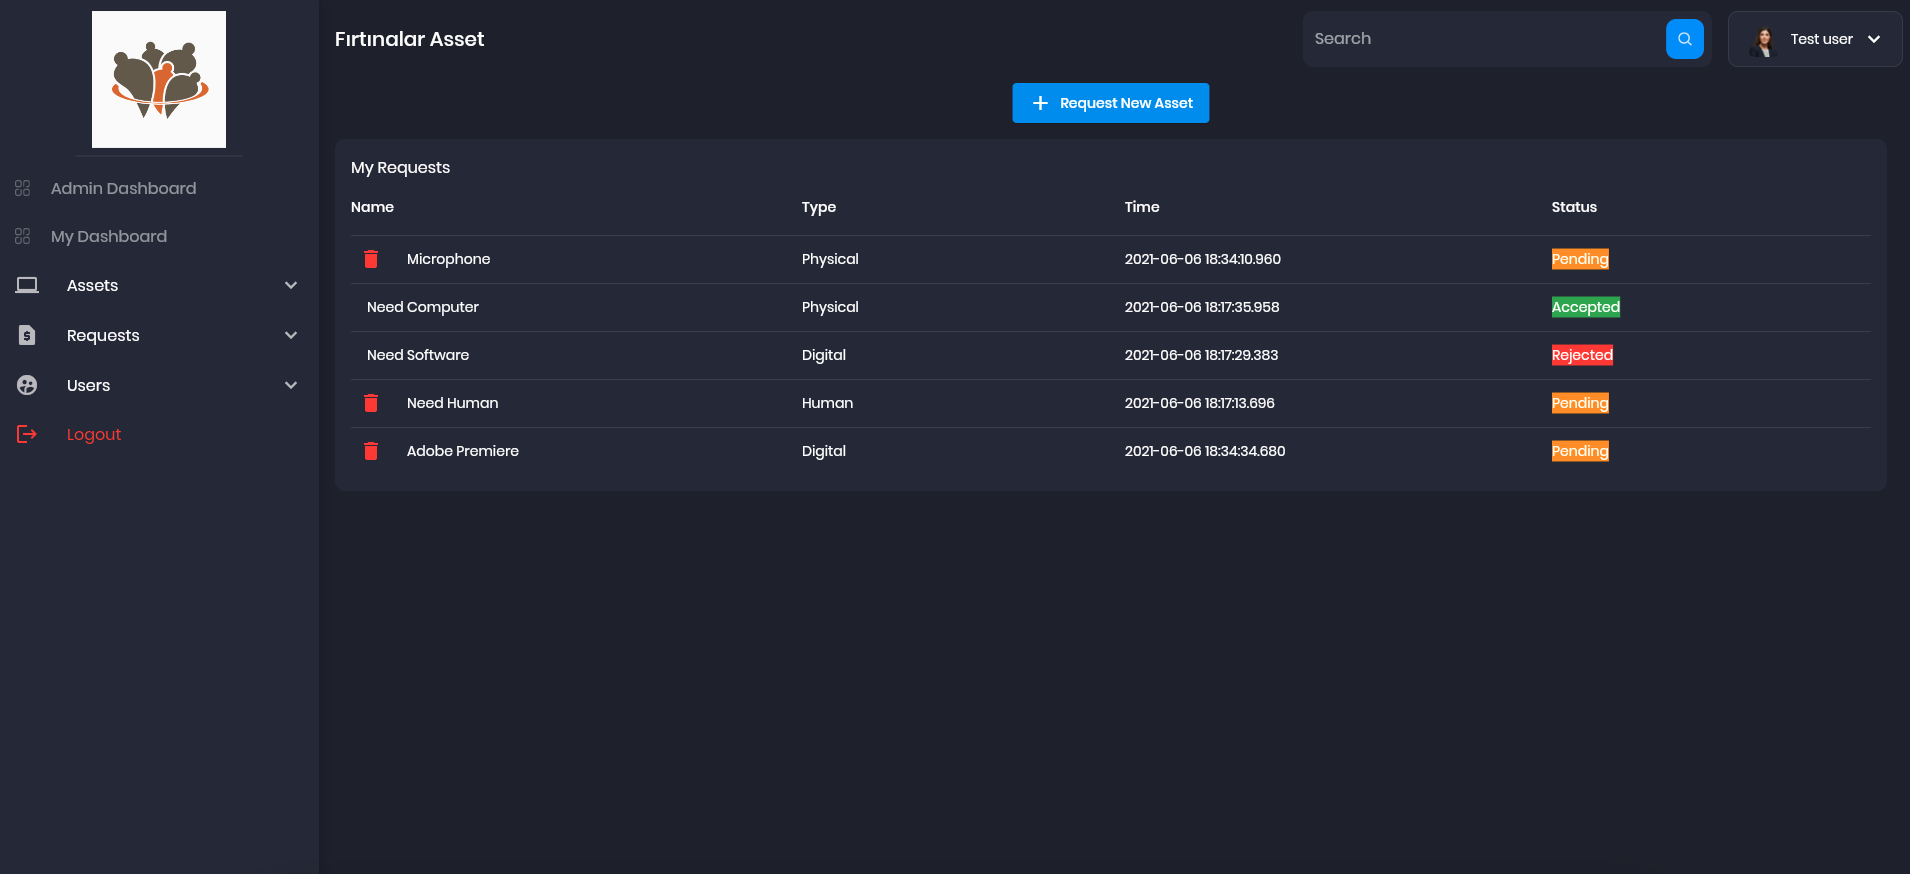 Fırtınalar Asset
Search
Test user
Request New Asset
Admin Dashboard
My Dashboard
Assets
Requests
Users
Logout
My Requests
Name Type Time Status
Microphone Physical 2021-06-06 18:34:10.960 Pending
Need Computer Physical 2021-06-06 18:17:35.958 Accepted
Need Software Digital 2021-06-06 18:17:29.383 Rejected
Need Human Human 2021-06-06 18:17:13.696 Pending
Adobe Premiere Digital 2021-06-06 18:34:34.680 Pending